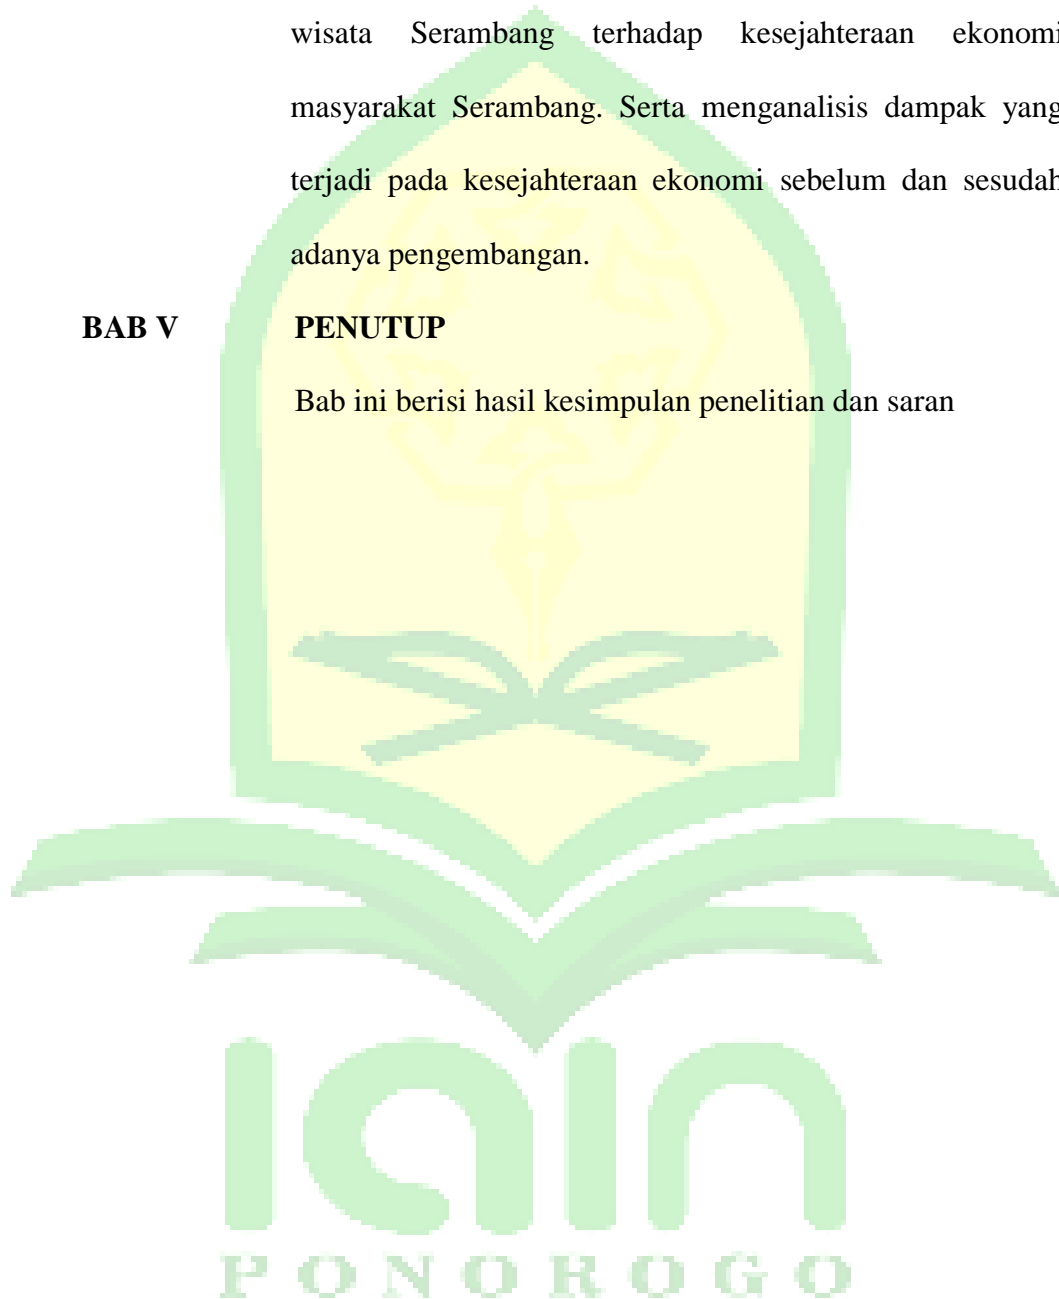 wisata Serambang terhadap kesejahteraan ekonomi
masyarakat Serambang. Serta menganalisis dampak yang
terjadi pada kesejahteraan ekonomi sebelum dan sesudah
adanya pengembangan.
BAB V PENUTUP
Bab ini berisi hasil kesimpulan penelitian dan saran
iain
PONOROGO